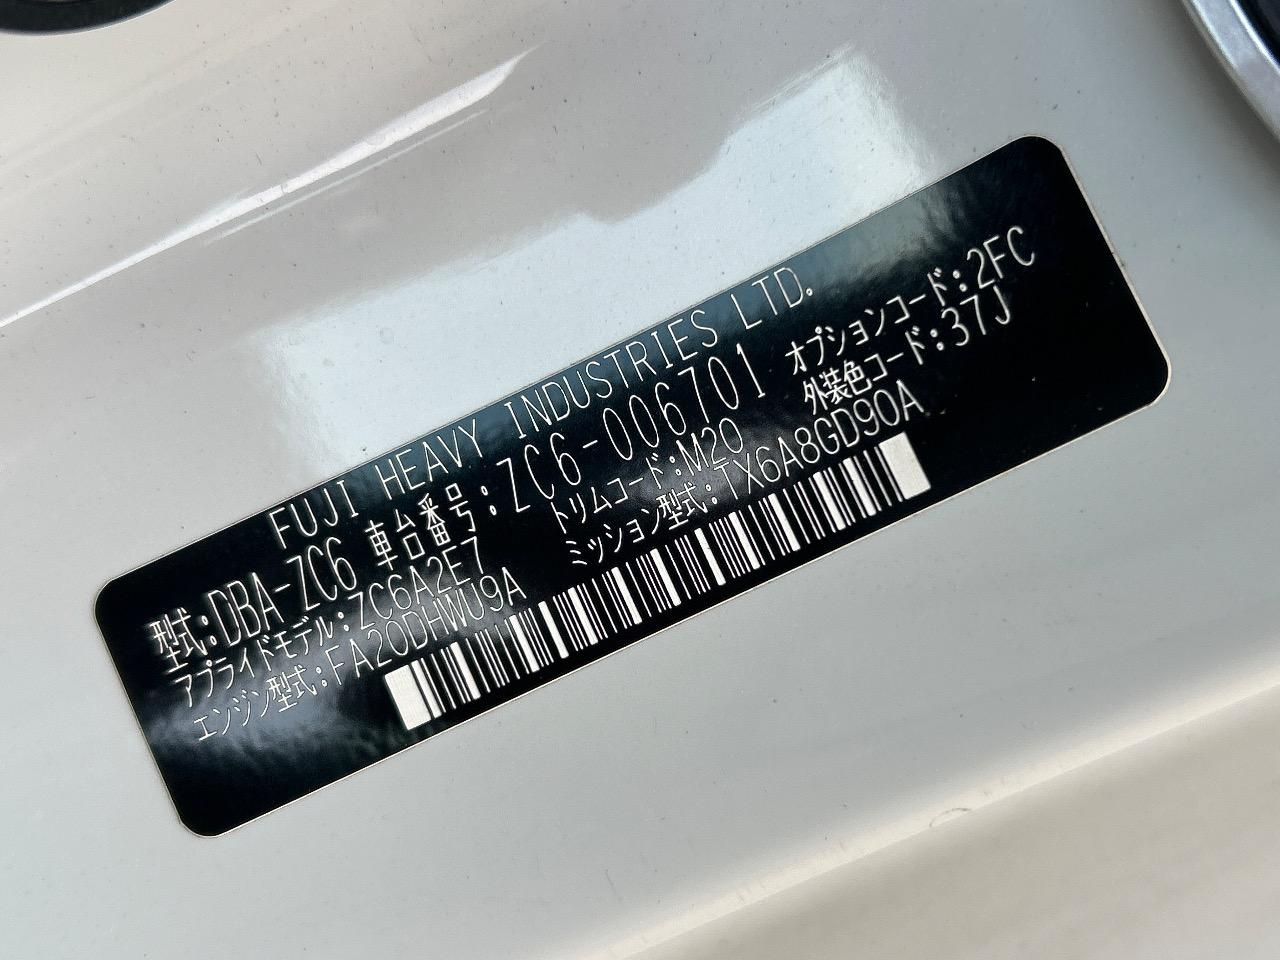 FUJI HEAVY INDUSTRIES LTD.
型式:DBA-ZC6 車台番号:ZC6-006701 オプションコード:2FC
アプライドモデル:ZC6A2E7 トリムコード:M20 外装色コード:37J
エンジン型式:FA20DHWU9A ミッション型式:TX6A8GD90A